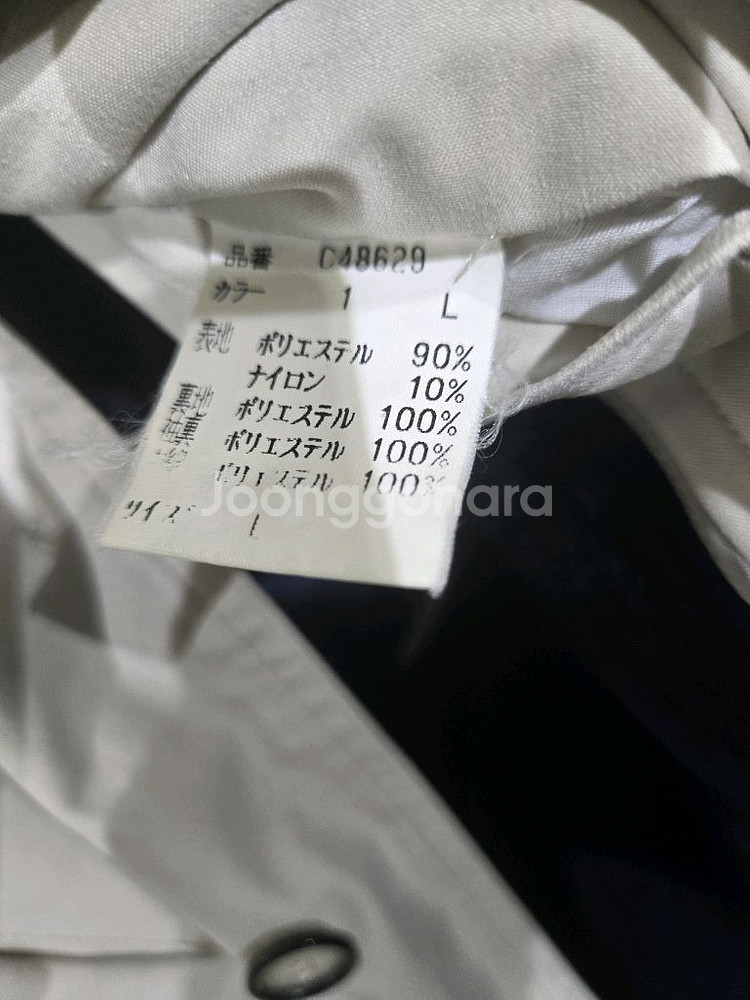 品番 C48629
カラー 1 L
表地 ポリエステル 90%
ナイロン 10%
裏地 ポリエステル 100%
袖裏 ポリエステル 100%
ポリエステル 100%
サイズ L
Joonggonara